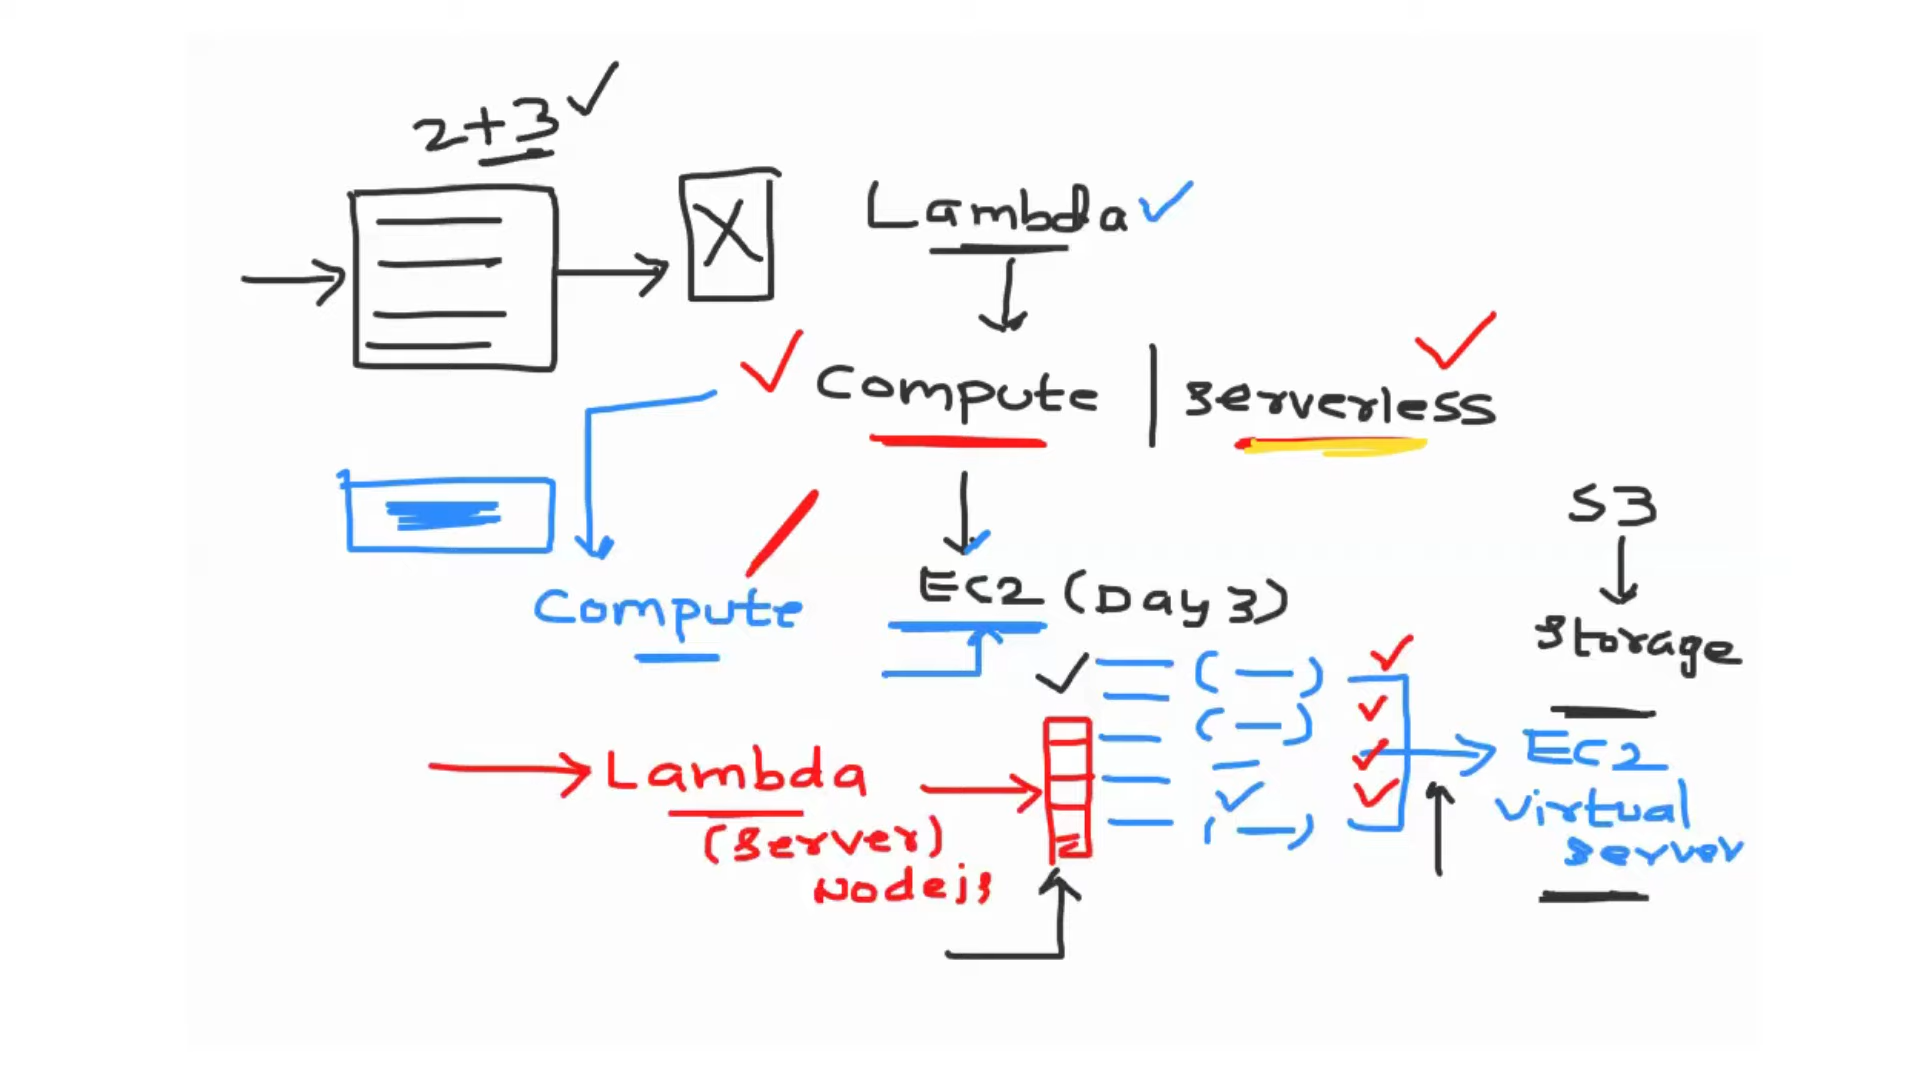 2+3
Lambda
Compute | serverless
S3
Compute
EC2 (Day 3)
storage
Lambda
(server)
Nodejs
EC2
virtual
server